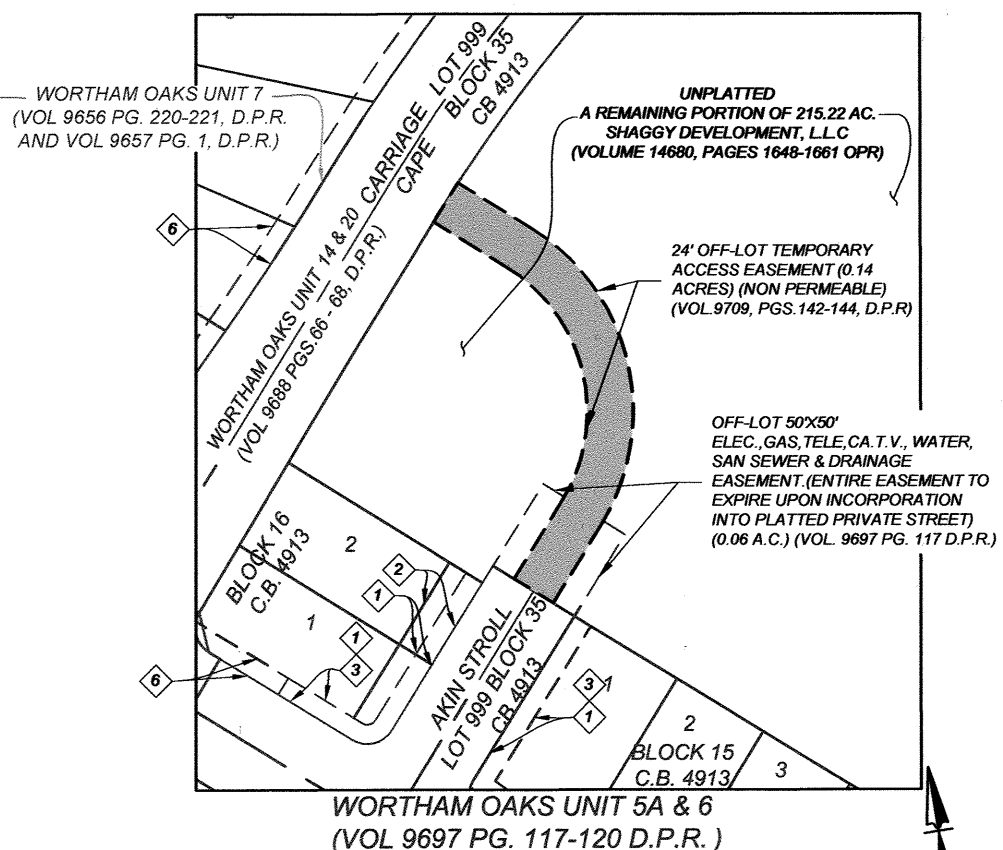 WORTHAM OAKS UNIT 7
(VOL 9656 PG. 220-221, D.P.R.
AND VOL 9657 PG. 1, D.P.R.)
CARRIAGE
CAPE
LOT 999
BLOCK 35
CB 4913
UNPLATTED
A REMAINING PORTION OF 215.22 AC.
SHAGGY DEVELOPMENT, L.L.C
(VOLUME 14680, PAGES 1648-1661 OPR)
6
WORTHAM OAKS UNIT 14 & 20
(VOL 9688 PGS.66 - 68, D.P.R.)
24' OFF-LOT TEMPORARY
ACCESS EASEMENT (0.14
ACRES) (NON PERMEABLE)
(VOL.9709, PGS.142-144, D.P.R)
OFF-LOT 50'X50'
ELEC.,GAS,TELE,CA.T.V., WATER,
SAN SEWER & DRAINAGE
EASEMENT.(ENTIRE EASEMENT TO
EXPIRE UPON INCORPORATION
INTO PLATTED PRIVATE STREET)
(0.06 A.C.) (VOL. 9697 PG. 117 D.P.R.)
BLOCK 16
C.B. 4913
2
2
1
1
1
3
6
AKIN STROLL
LOT 999 BLOCK 35
CB 4913
3
1
1
2
BLOCK 15
C.B. 4913
3
WORTHAM OAKS UNIT 5A & 6
(VOL 9697 PG. 117-120 D.P.R. )